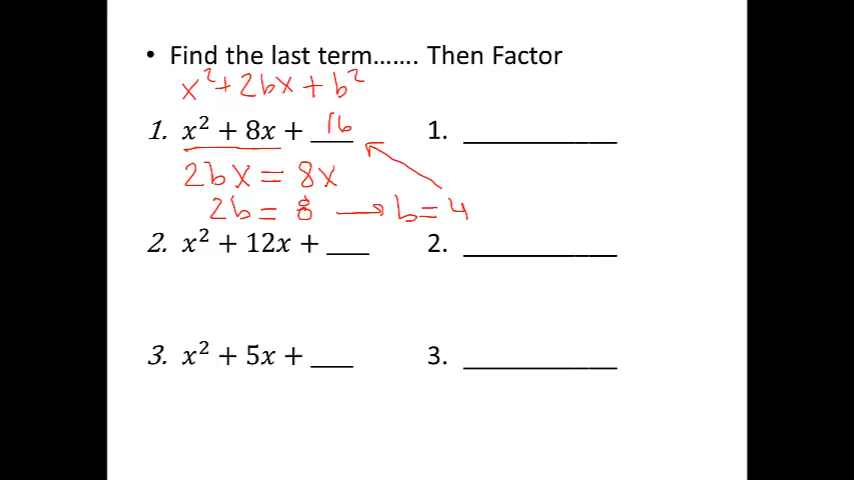 • Find the last term……. Then Factor
x² + 2bx + b²
1. x² + 8x + 16 1. ___________
2bx = 8x
2b = 8 → b = 4
2. x² + 12x + ___ 2. ___________
3. x² + 5x + ___ 3. ___________